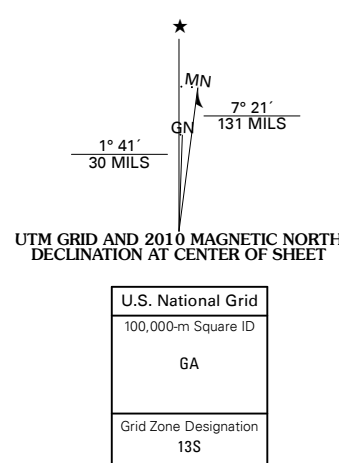 ★
MN
7° 21´
131 MILS
GN
1° 41´
30 MILS
UTM GRID AND 2010 MAGNETIC NORTH
DECLINATION AT CENTER OF SHEET
U.S. National Grid
100,000-m Square ID
GA
Grid Zone Designation
13S